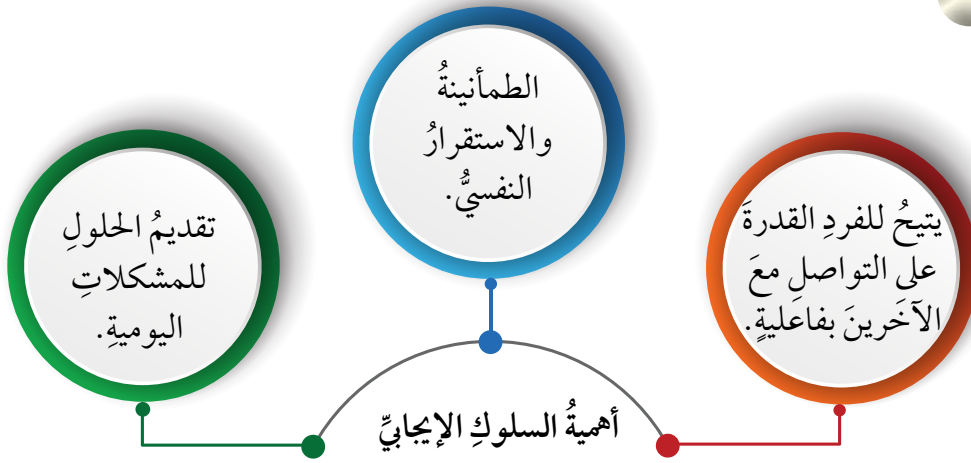 أهميةُ السلوكِ الإيجابيِّ
يتيحُ للفردِ القدرةَ
على التواصلِ معَ
الآخَرينَ بفاعليةٍ.
الطمأنينةُ
والاستقرارُ
النفسيُّ.
تقديمُ الحلولِ
للمشكلاتِ
اليوميةِ.